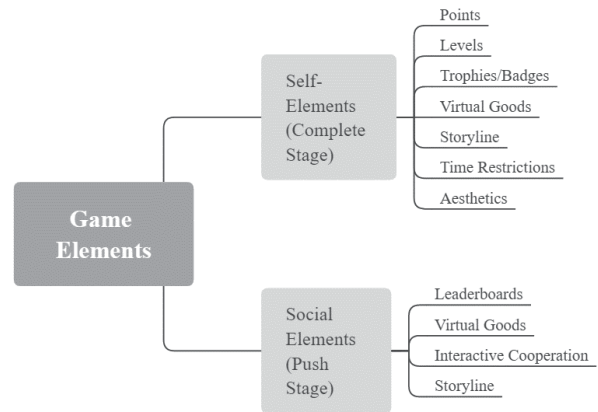 Game
Elements
Self-
Elements
(Complete
Stage)
Points
Levels
Trophies/Badges
Virtual Goods
Storyline
Time Restrictions
Aesthetics
Social
Elements
(Push
Stage)
Leaderboards
Virtual Goods
Interactive Cooperation
Storyline